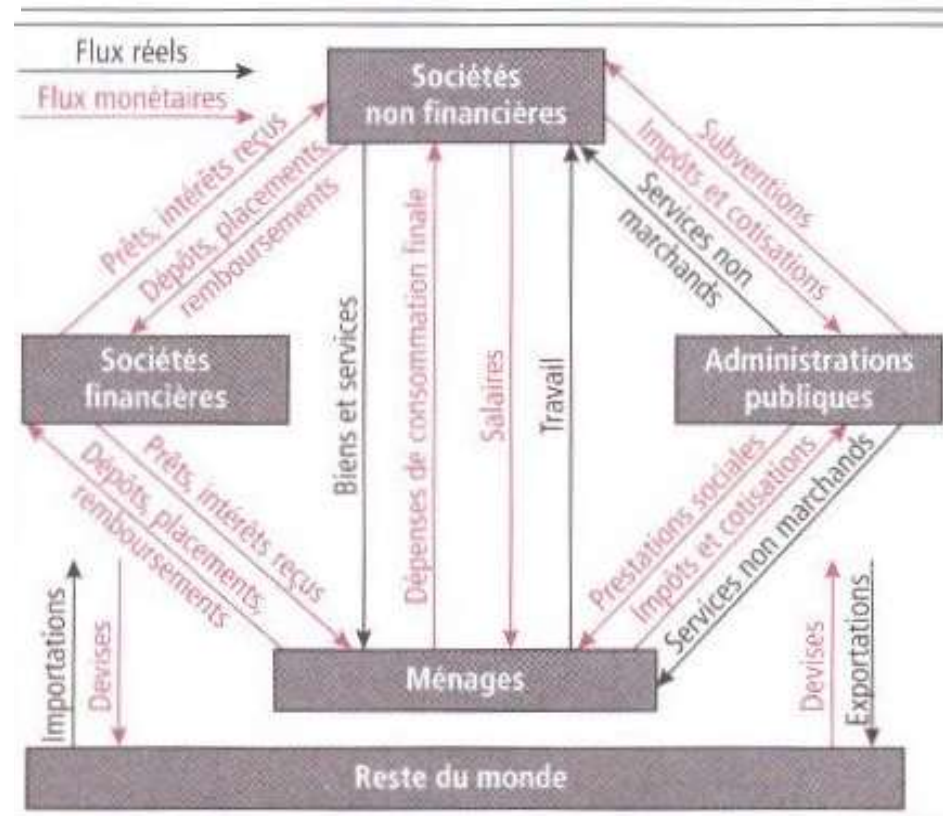 Flux réels
Flux monétaires
Sociétés
non financières
Prêts, intérêts reçus
Dépôts, placements,
remboursements
Subventions
Impôts et cotisations
Services non
marchands
Sociétés
financières
Biens et services
Dépenses de consommation finale
Salaires
Travail
Administrations
publiques
Prêts, intérêts reçus
Dépôts, placements,
remboursements
Prestations sociales
Impôts et cotisations
Services non marchands
Importations
Devises
Ménages
Devises
Exportations
Reste du monde